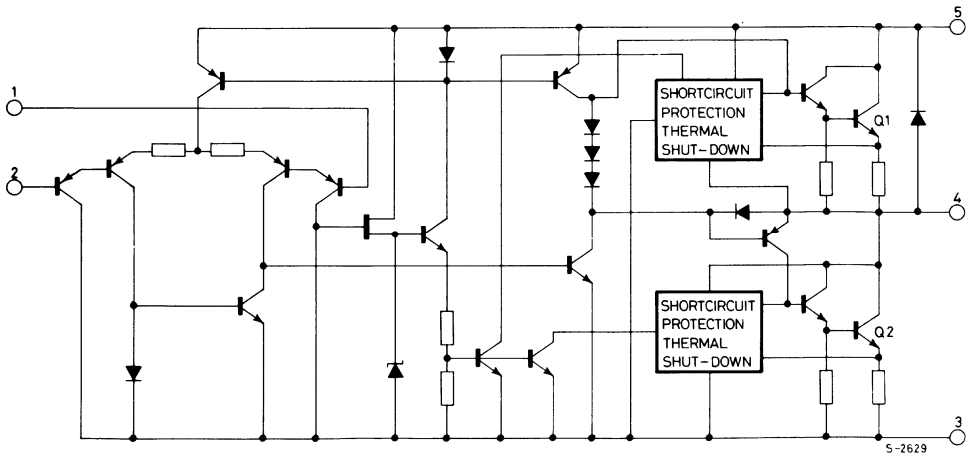 5
1
SHORTCIRCUIT
PROTECTION
THERMAL
SHUT-DOWN
Q1
2
4
SHORTCIRCUIT
PROTECTION
THERMAL
SHUT-DOWN
Q2
3
S-2629